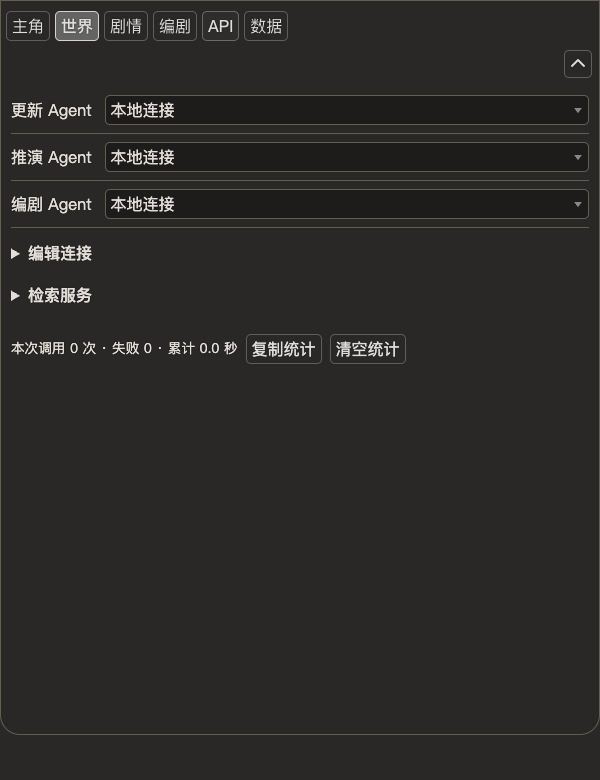 主角 世界 剧情 编剧 API 数据
更新 Agent 本地连接
推演 Agent 本地连接
编剧 Agent 本地连接
编辑连接
检索服务
本次调用 0 次 · 失败 0 · 累计 0.0 秒 复制统计 清空统计